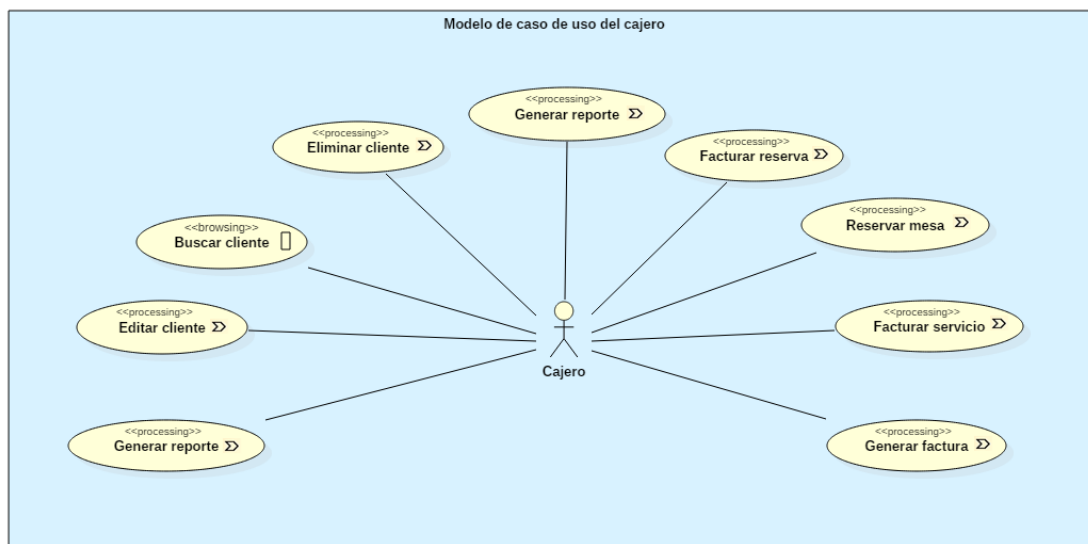 Modelo de caso de uso del cajero
<<processing>>
Generar reporte
<<processing>>
Eliminar cliente
<<processing>>
Facturar reserva
<<browsing>>
Buscar cliente
<<processing>>
Reservar mesa
<<processing>>
Editar cliente
<<processing>>
Facturar servicio
Cajero
<<processing>>
Generar reporte
<<processing>>
Generar factura